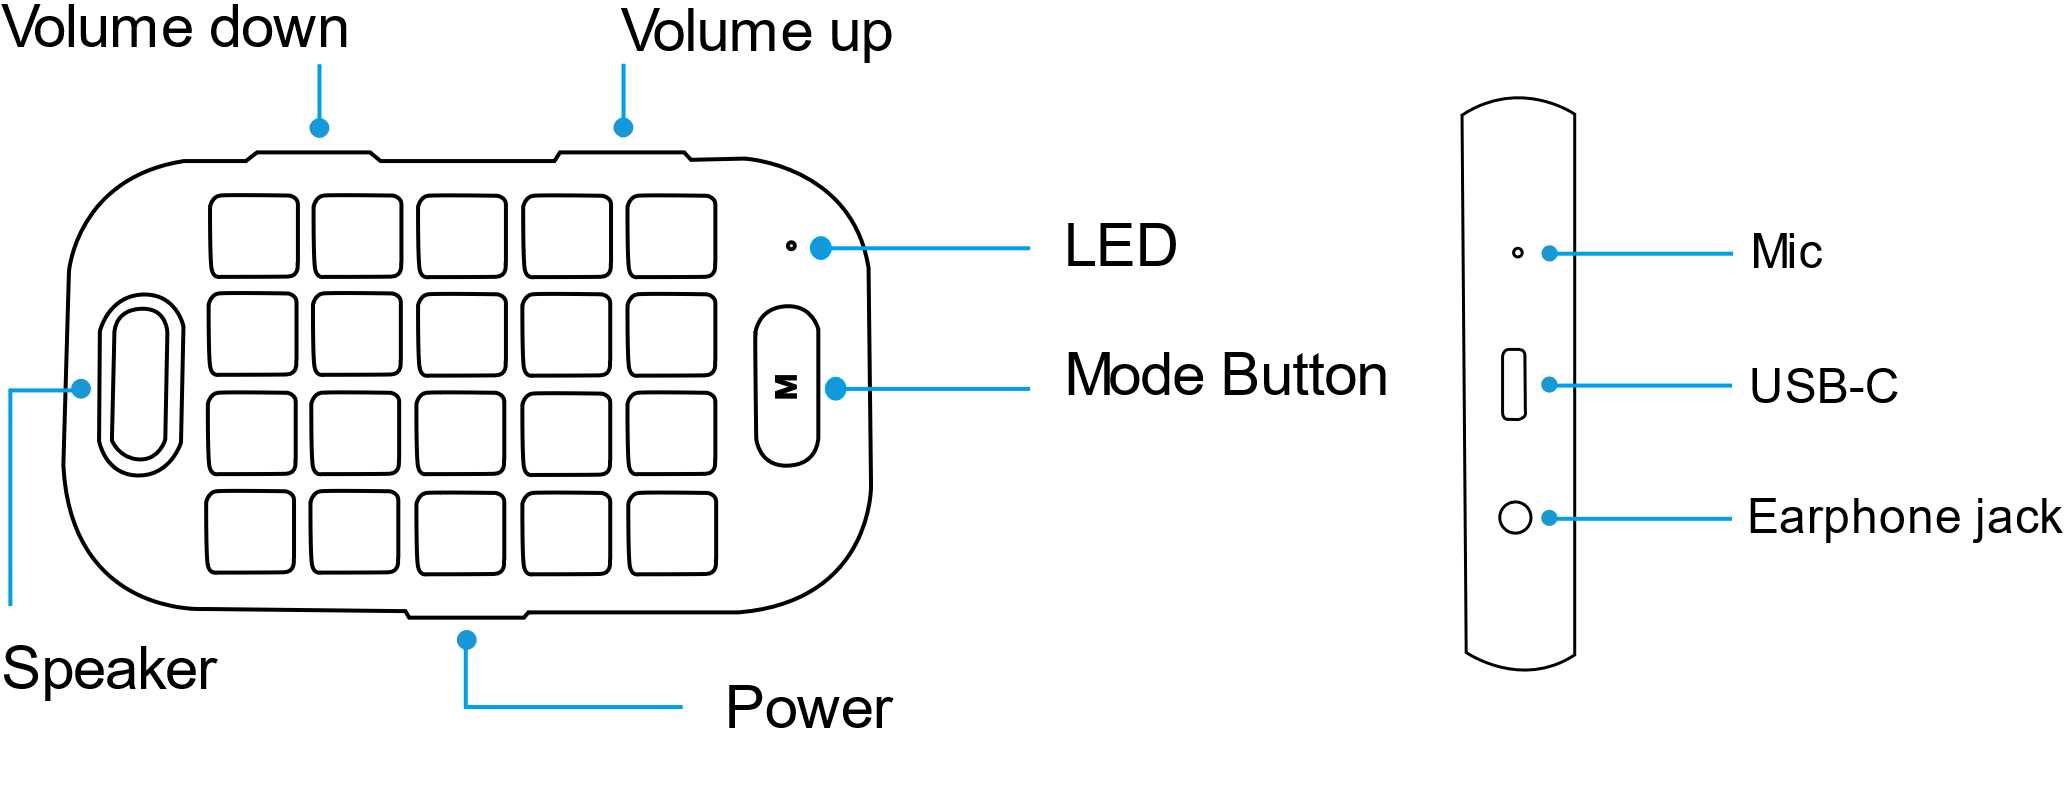 Volume down
Volume up
LED
Mic
Mode Button
M
USB-C
Earphone jack
Speaker
Power